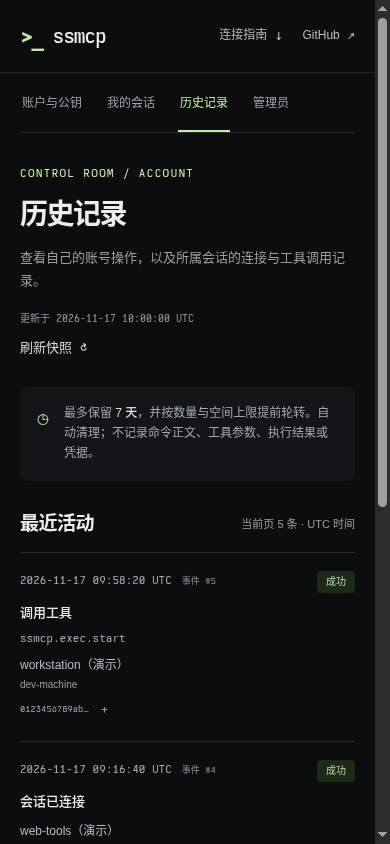 >_ ssmcp 连接指南 ↓ GitHub ↗
账户与公钥 我的会话 历史记录 管理员
CONTROL ROOM / ACCOUNT
历史记录
查看自己的账号操作，以及所属会话的连接与工具调用记
录。
更新于 2026-11-17 10:00:00 UTC
刷新快照 ↻
最多保留 7 天，并按数量与空间上限提前轮转。自
动清理；不记录命令正文、工具参数、执行结果或
凭据。
最近活动 当前页 5 条 · UTC 时间
2026-11-17 09:58:20 UTC 事件 #5 成功
调用工具
ssmcp.exec.start
workstation（演示）
dev-machine
0123456789ab… +
2026-11-17 09:16:40 UTC 事件 #4 成功
会话已连接
web-tools（演示）